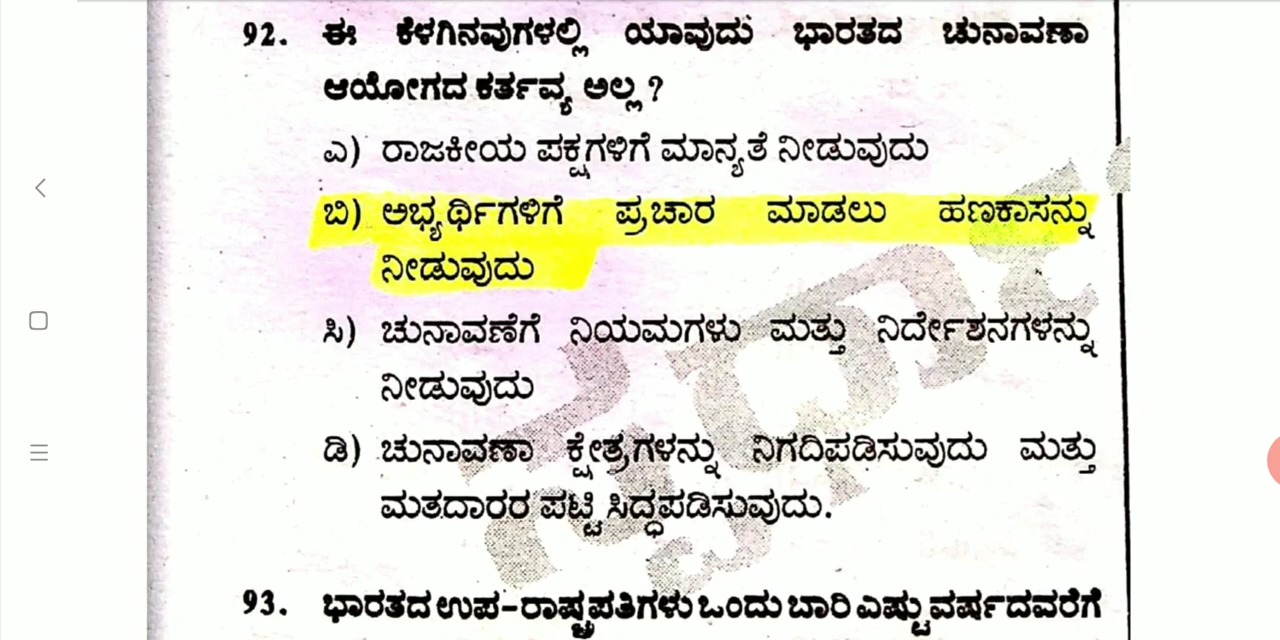 92. ಈ ಕೆಳಗಿನವುಗಳಲ್ಲಿ ಯಾವುದು ಭಾರತದ ಚುನಾವಣಾ
ಆಯೋಗದ ಕರ್ತವ್ಯ ಅಲ್ಲ ?
ಎ) ರಾಜಕೀಯ ಪಕ್ಷಗಳಿಗೆ ಮಾನ್ಯತೆ ನೀಡುವುದು
ಬಿ) ಅಭ್ಯರ್ಥಿಗಳಿಗೆ ಪ್ರಚಾರ ಮಾಡಲು ಹಣಕಾಸನ್ನು
ನೀಡುವುದು
ಸಿ) ಚುನಾವಣೆಗೆ ನಿಯಮಗಳು ಮತ್ತು ನಿರ್ದೇಶನಗಳನ್ನು
ನೀಡುವುದು
ಡಿ) ಚುನಾವಣಾ ಕ್ಷೇತ್ರಗಳನ್ನು ನಿಗದಿಪಡಿಸುವುದು ಮತ್ತು
ಮತದಾರರ ಪಟ್ಟಿ ಸಿದ್ಧಪಡಿಸುವುದು.
93. ಭಾರತದ ಉಪ-ರಾಷ್ಟ್ರಪತಿಗಳು ಒಂದು ಬಾರಿ ಎಷ್ಟು ವರ್ಷದವರೆಗೆ